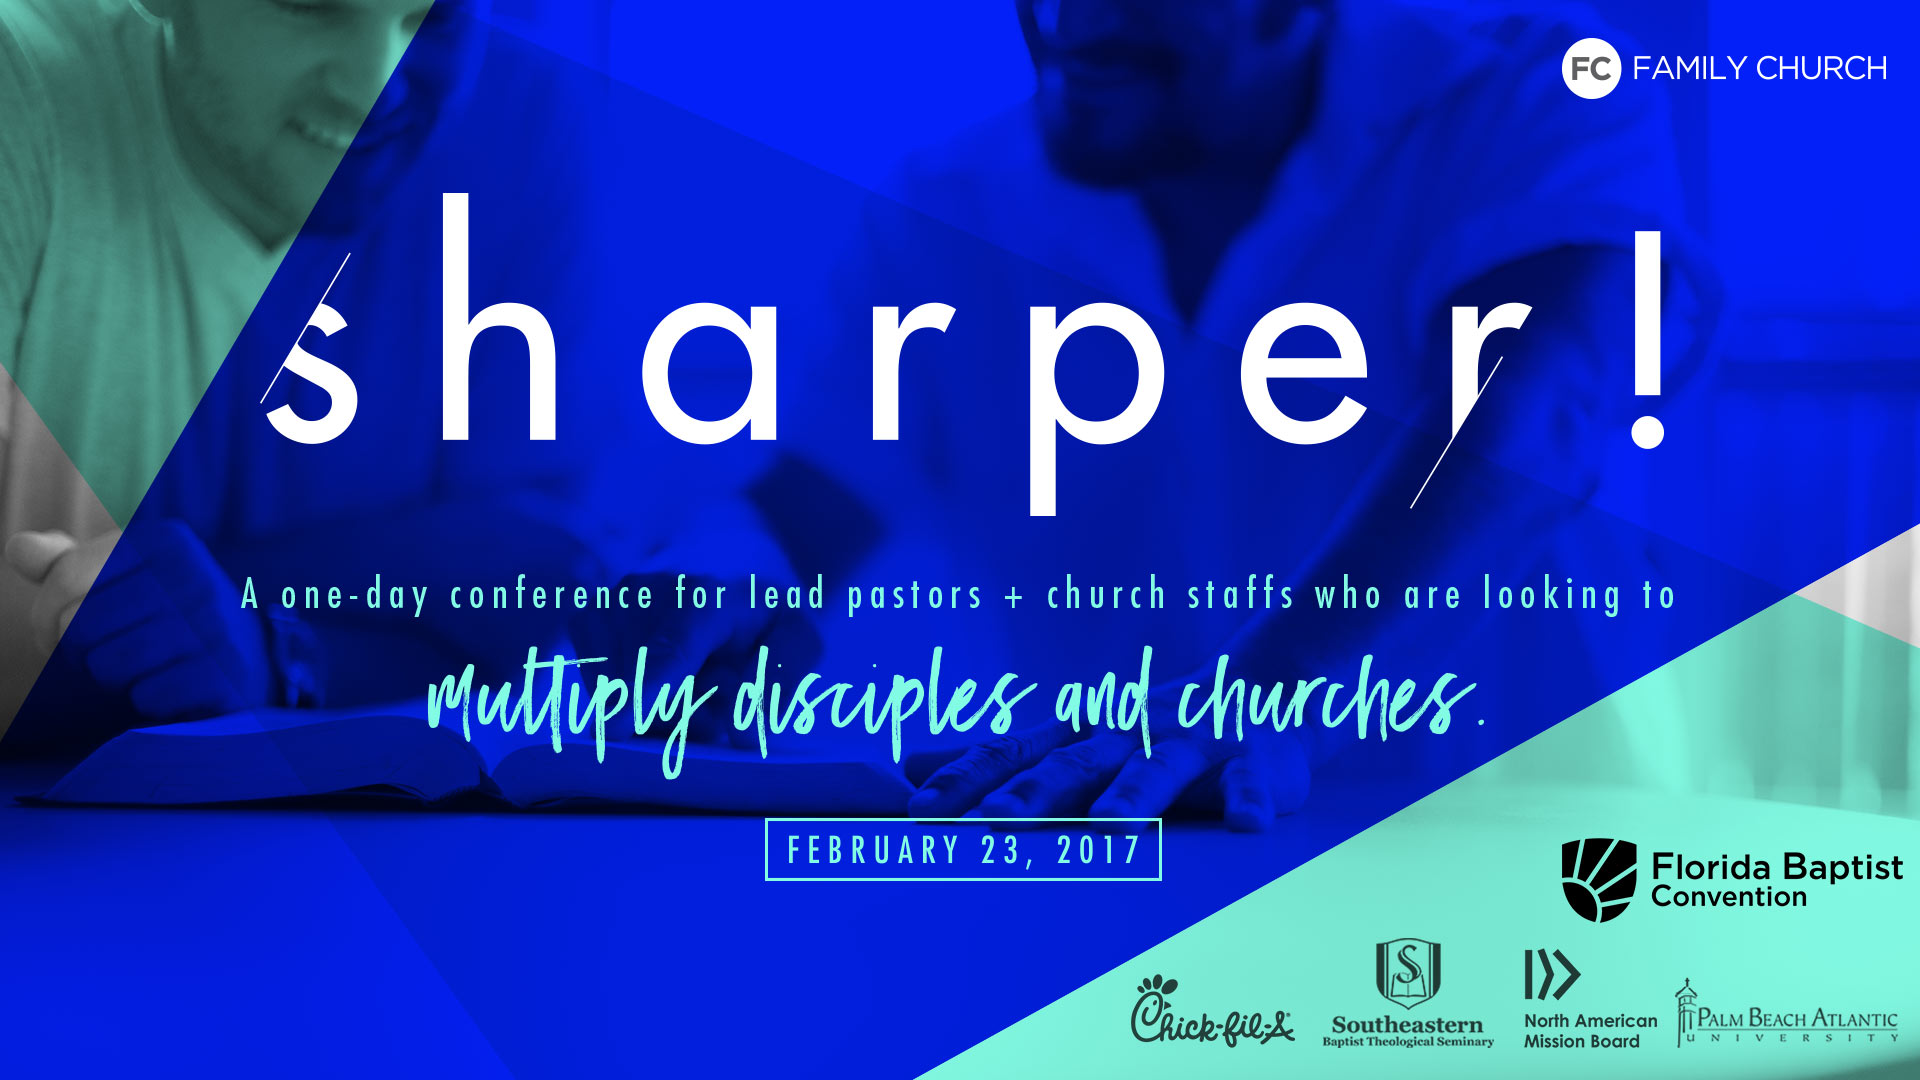 FC FAMILY CHURCH
sharper!
A one-day conference for lead pastors + church staffs who are looking to
multiply disciples and churches.
FEBRUARY 23, 2017
Florida Baptist
Convention
Chick-fil-A
S
Southeastern
Baptist Theological Seminary
North American
Mission Board
PALM BEACH ATLANTIC
UNIVERSITY